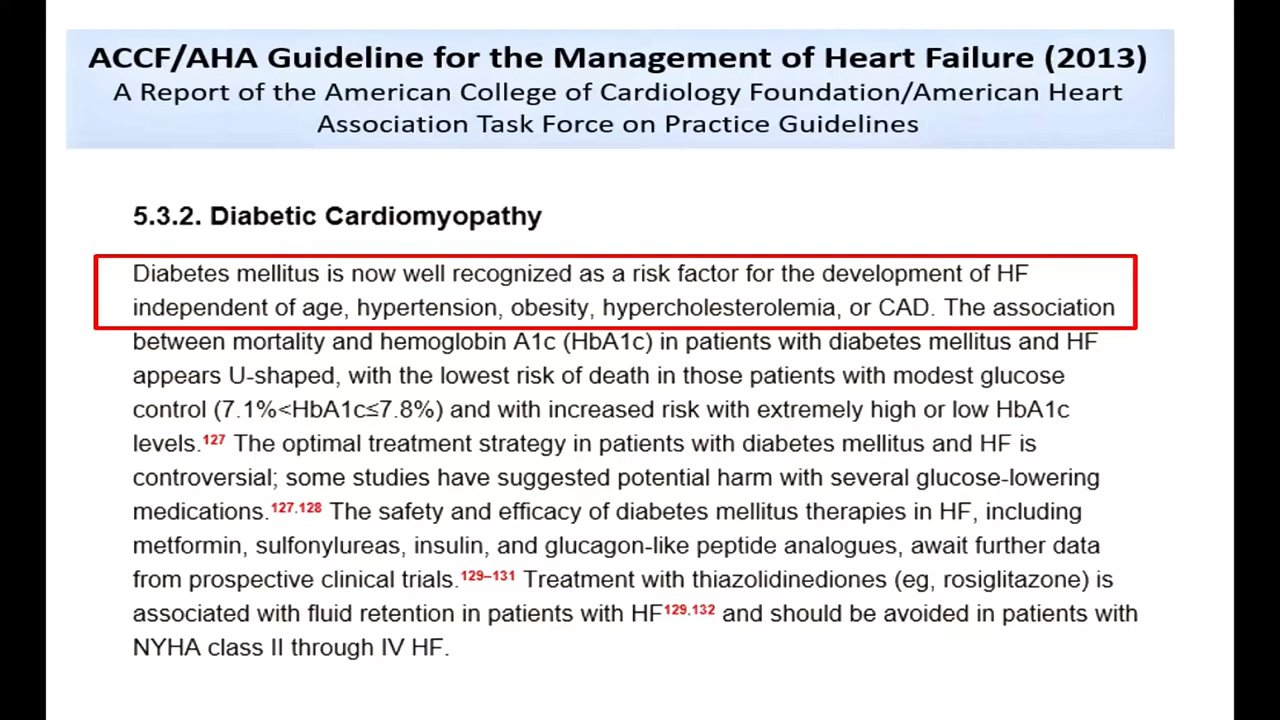 ACCF/AHA Guideline for the Management of Heart Failure (2013)
A Report of the American College of Cardiology Foundation/American Heart
Association Task Force on Practice Guidelines
5.3.2. Diabetic Cardiomyopathy
Diabetes mellitus is now well recognized as a risk factor for the development of HF
independent of age, hypertension, obesity, hypercholesterolemia, or CAD. The association
between mortality and hemoglobin A1c (HbA1c) in patients with diabetes mellitus and HF
appears U-shaped, with the lowest risk of death in those patients with modest glucose
control (7.1%<HbA1c≤7.8%) and with increased risk with extremely high or low HbA1c
levels.127 The optimal treatment strategy in patients with diabetes mellitus and HF is
controversial; some studies have suggested potential harm with several glucose-lowering
medications.127,128 The safety and efficacy of diabetes mellitus therapies in HF, including
metformin, sulfonylureas, insulin, and glucagon-like peptide analogues, await further data
from prospective clinical trials.129–131 Treatment with thiazolidinediones (eg, rosiglitazone) is
associated with fluid retention in patients with HF129,132 and should be avoided in patients with
NYHA class II through IV HF.